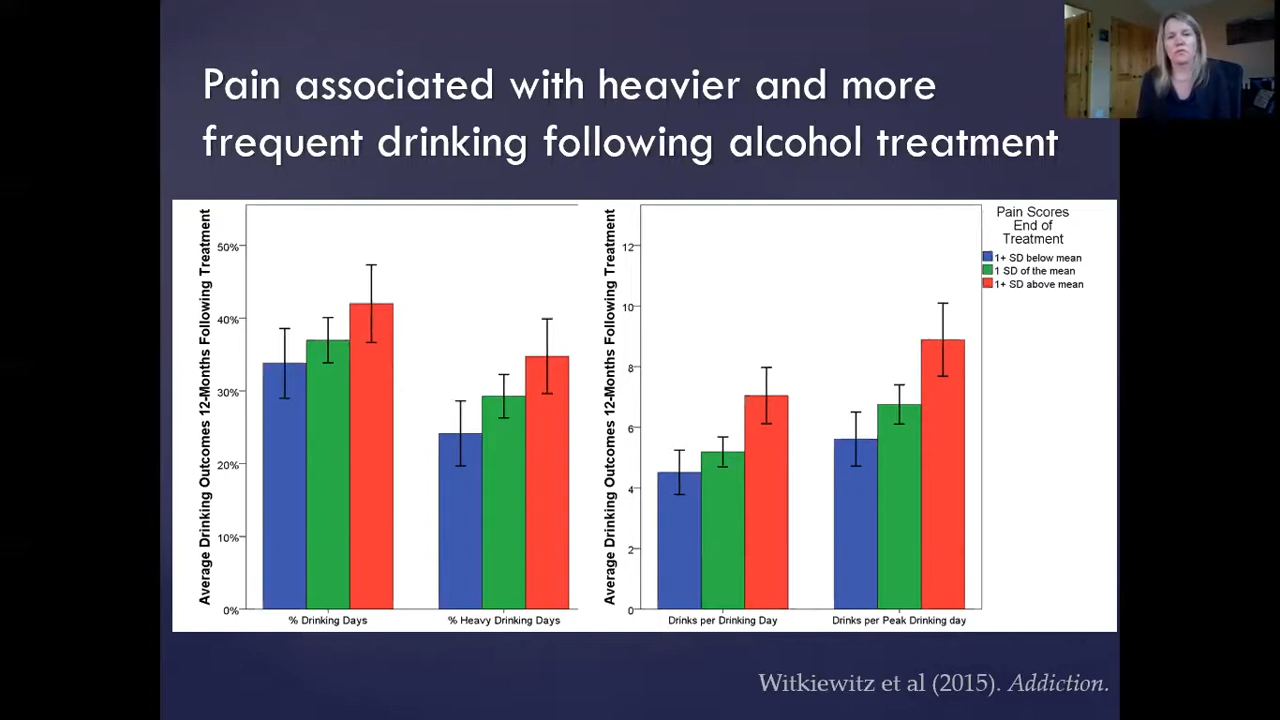 Pain associated with heavier and more
frequent drinking following alcohol treatment
Average Drinking Outcomes 12-Months Following Treatment
50%
40%
30%
20%
10%
0%
% Drinking Days
% Heavy Drinking Days
Average Drinking Outcomes 12-Months Following Treatment
12
10
8
6
4
2
0
Drinks per Drinking Day
Drinks per Peak Drinking day
Pain Scores
End of
Treatment
1+ SD below mean
1 SD of the mean
1+ SD above mean
Witkiewitz et al (2015). Addiction.